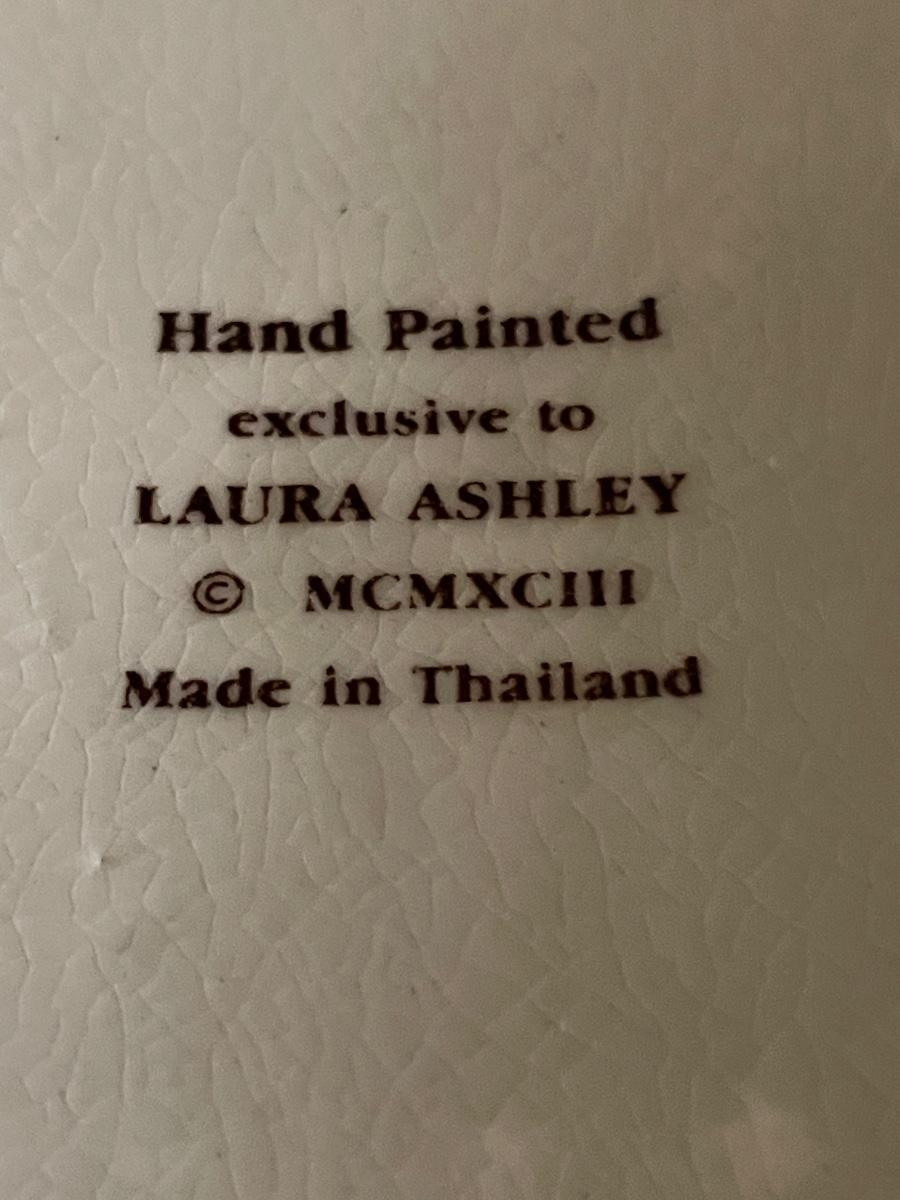 Hand Painted
exclusive to
LAURA ASHLEY
© MCMXCIII
Made in Thailand